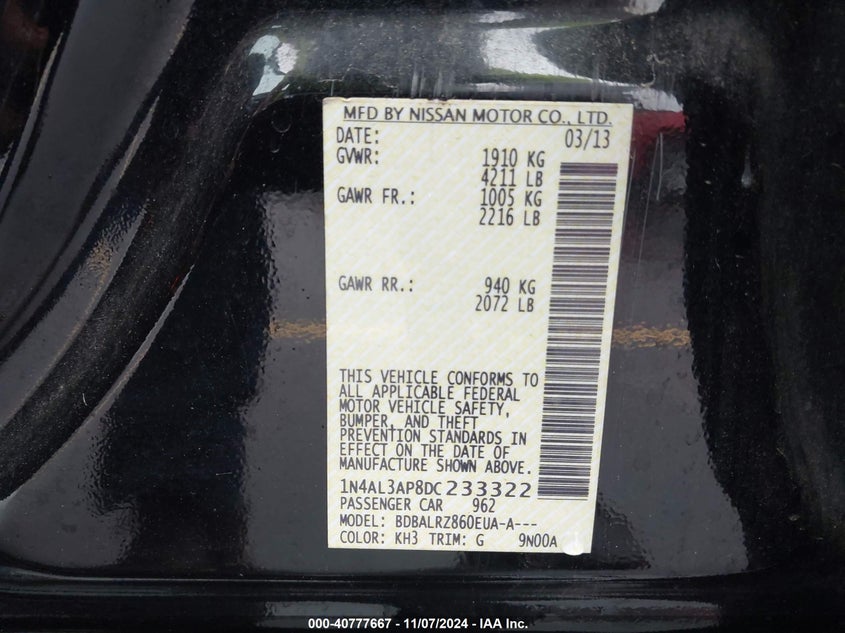 MFD BY NISSAN MOTOR CO., LTD.
DATE: 03/13
GVWR: 1910 KG
4211 LB
GAWR FR.: 1005 KG
2216 LB
GAWR RR.: 940 KG
2072 LB
THIS VEHICLE CONFORMS TO
ALL APPLICABLE FEDERAL
MOTOR VEHICLE SAFETY,
BUMPER, AND THEFT
PREVENTION STANDARDS IN
EFFECT ON THE DATE OF
MANUFACTURE SHOWN ABOVE.
1N4AL3AP8DC233322
PASSENGER CAR 962
MODEL: BDBALRZ860EUA-A---
COLOR: KH3 TRIM: G 9N00A
000-40777667 - 11/07/2024 - IAA Inc.